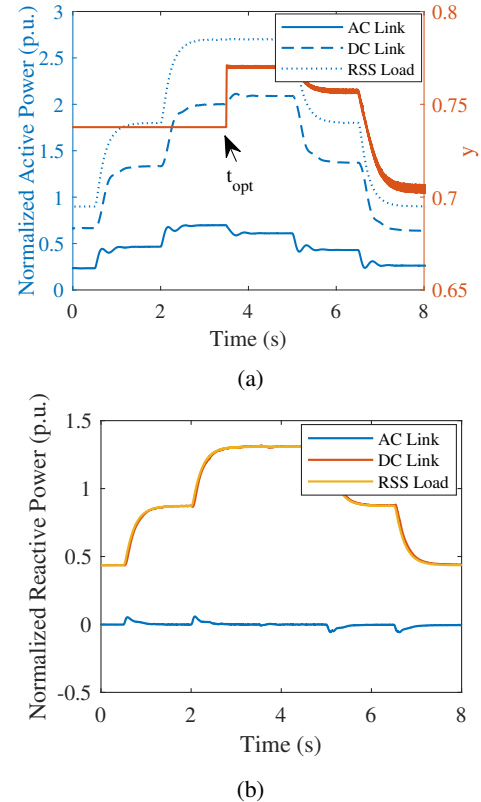 3
2.5
2
1.5
1
0.5
0
Normalized Active Power (p.u.)
AC Link
DC Link
RSS Load
t_opt
0.8
0.75
0.7
0.65
y
0 2 4 6 8
Time (s)
(a)
1.5
1
0.5
0
-0.5
Normalized Reactive Power (p.u.)
AC Link
DC Link
RSS Load
0 2 4 6 8
Time (s)
(b)